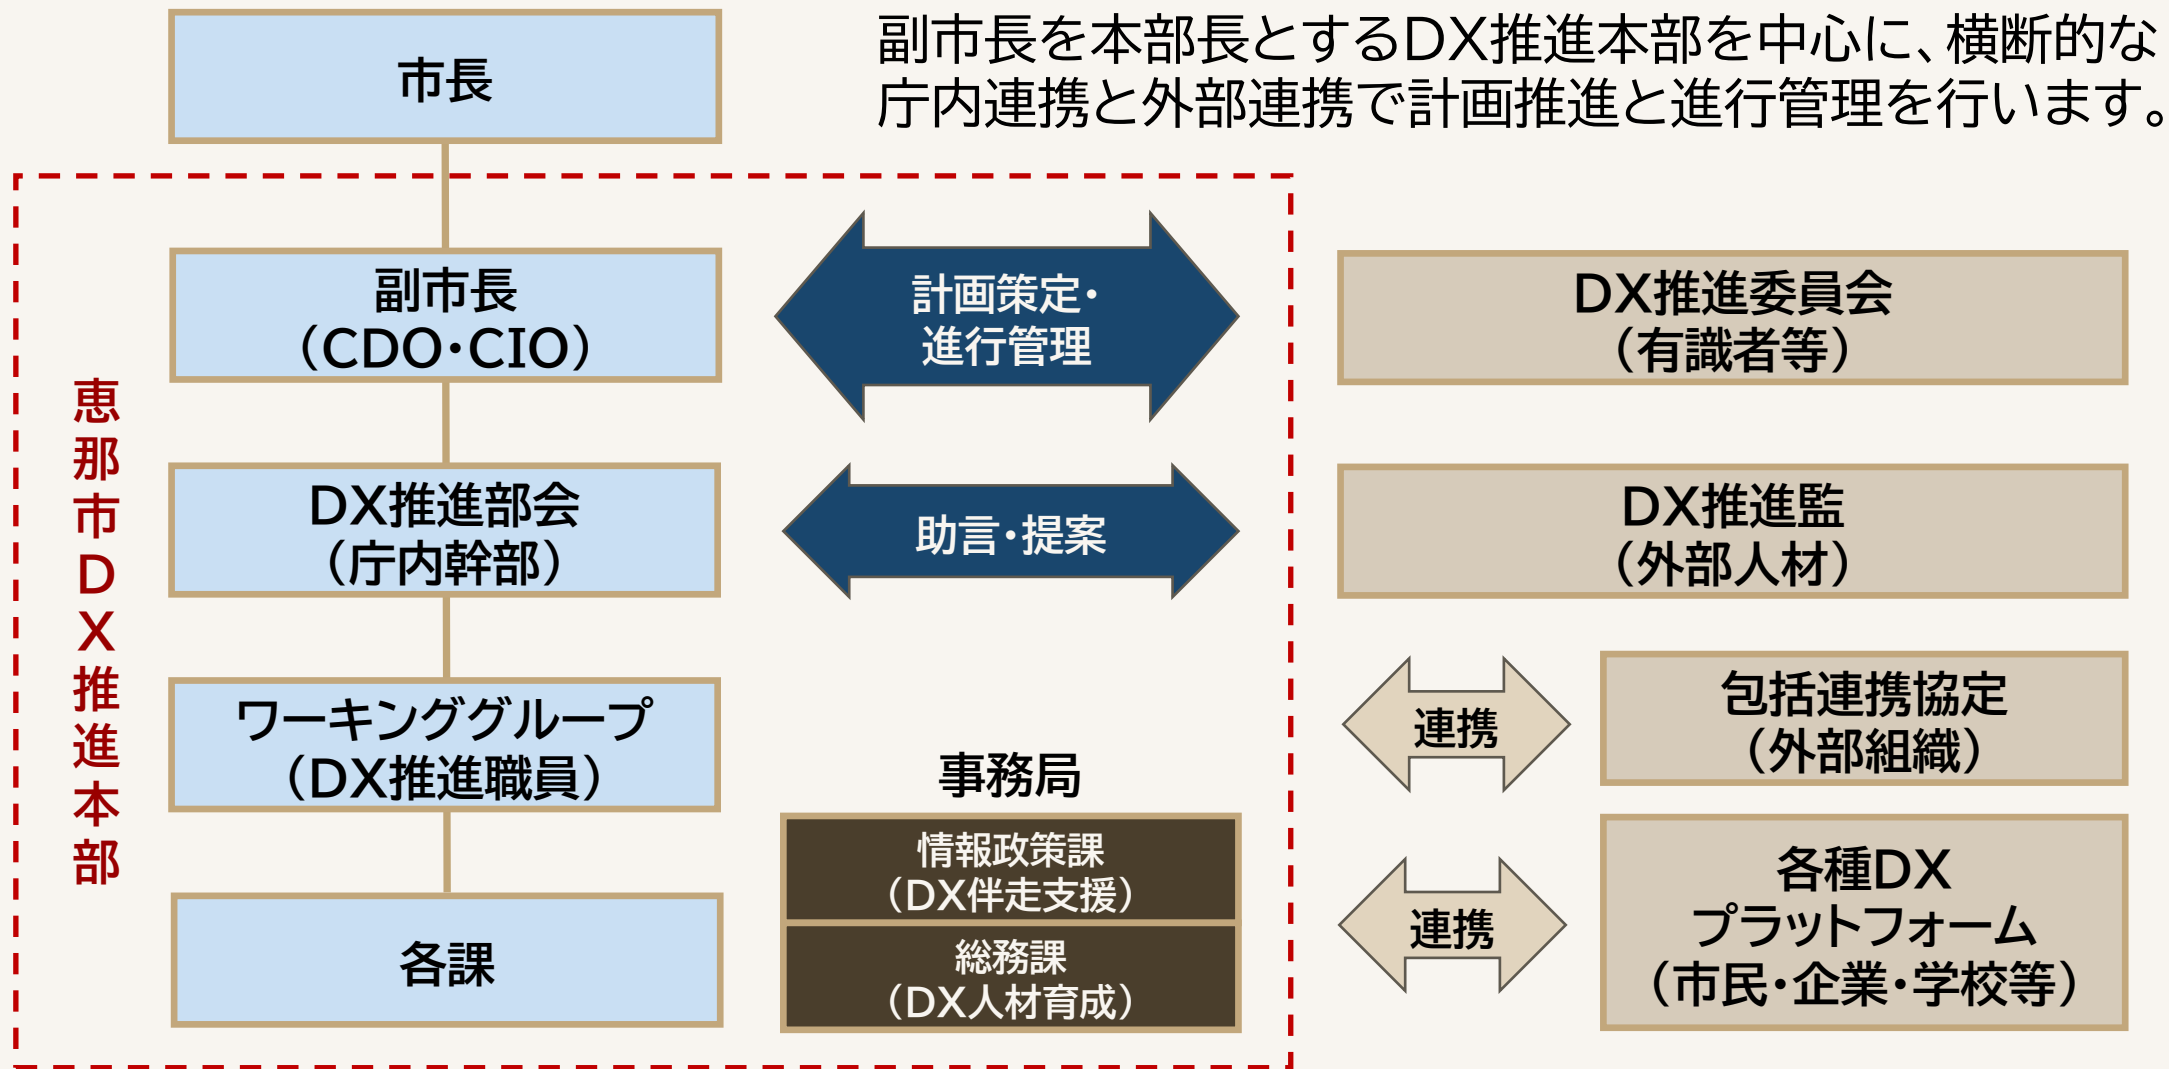 市長
副市長を本部長とするDX推進本部を中心に、横断的な
庁内連携と外部連携で計画推進と進行管理を行います。
恵那市DX推進本部
副市長
（CDO・CIO）
計画策定・
進行管理
DX推進委員会
（有識者等）
DX推進部会
（庁内幹部）
助言・提案
DX推進監
（外部人材）
ワーキンググループ
（DX推進職員）
連携
包括連携協定
（外部組織）
事務局
情報政策課
（DX伴走支援）
総務課
（DX人材育成）
各課
連携
各種DX
プラットフォーム
（市民・企業・学校等）